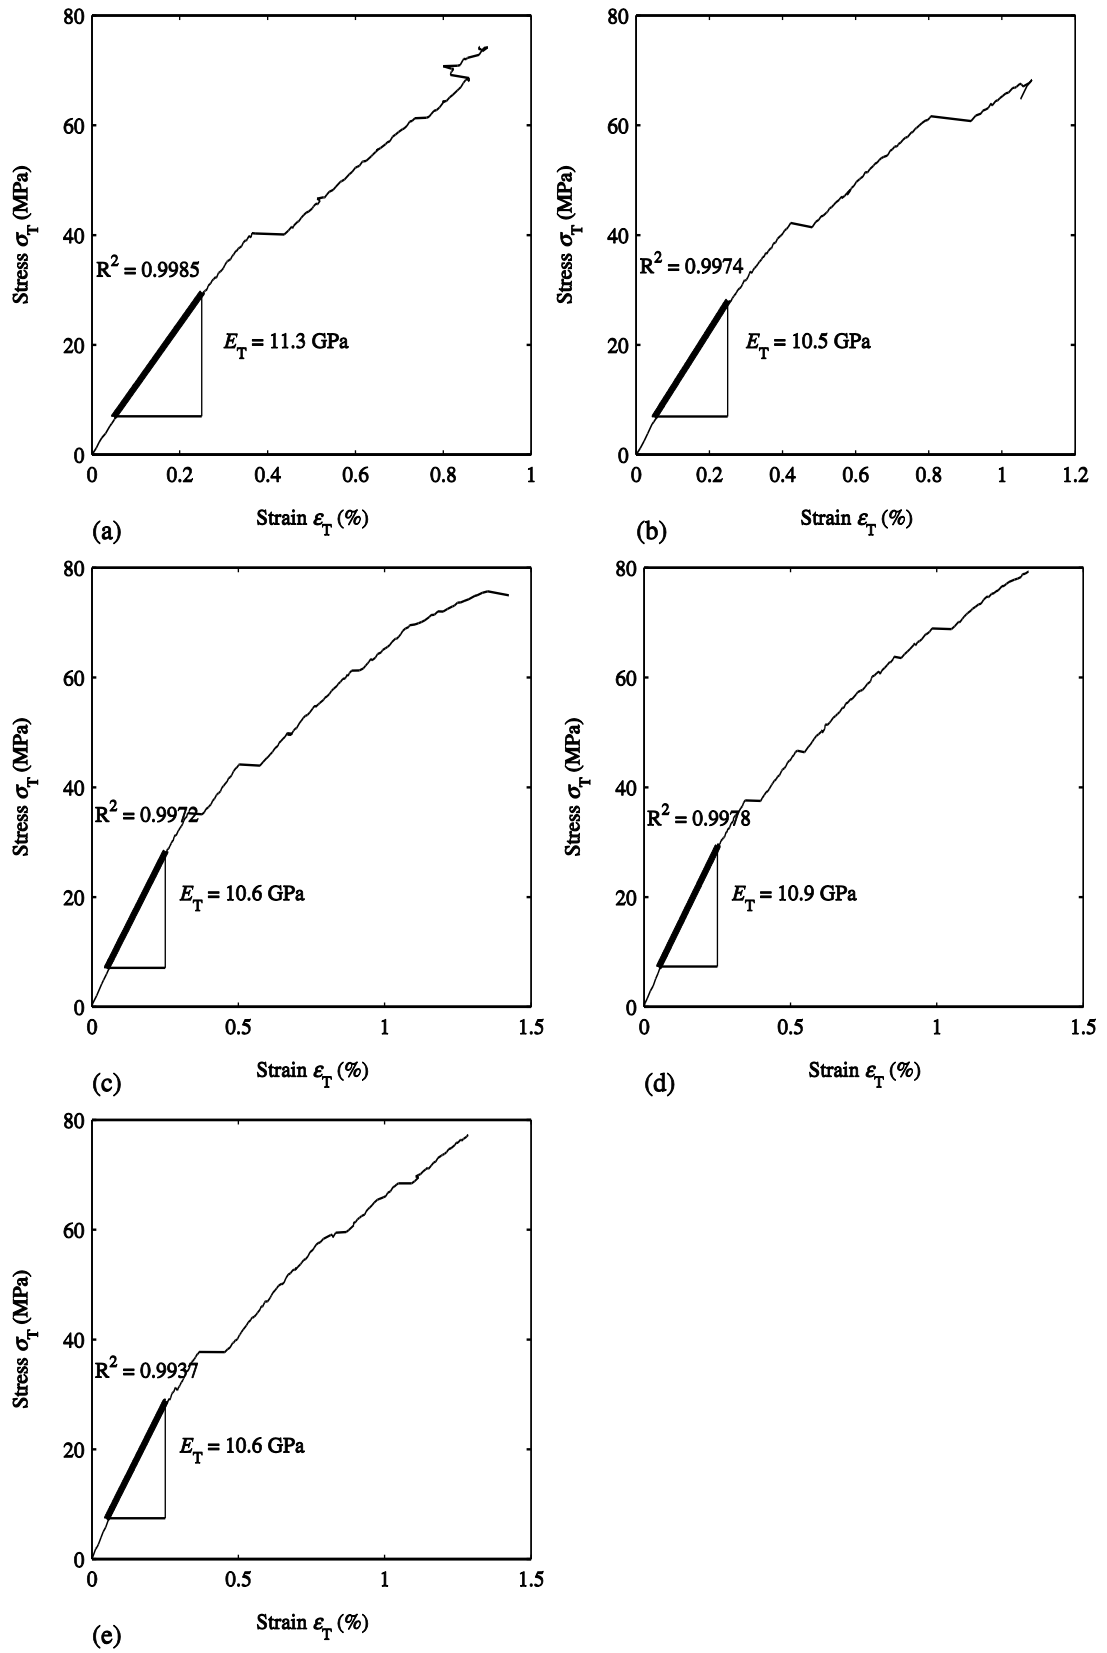 80
60
40
20
0
Stress σT (MPa)
R2 = 0.9985
ET = 11.3 GPa
0 0.2 0.4 0.6 0.8 1
Strain εT (%)
(a)
80
60
40
20
0
Stress σT (MPa)
R2 = 0.9974
ET = 10.5 GPa
0 0.2 0.4 0.6 0.8 1 1.2
Strain εT (%)
(b)
80
60
40
20
0
Stress σT (MPa)
R2 = 0.9972
ET = 10.6 GPa
0 0.5 1 1.5
Strain εT (%)
(c)
80
60
40
20
0
Stress σT (MPa)
R2 = 0.9978
ET = 10.9 GPa
0 0.5 1 1.5
Strain εT (%)
(d)
80
60
40
20
0
Stress σT (MPa)
R2 = 0.9937
ET = 10.6 GPa
0 0.5 1 1.5
Strain εT (%)
(e)